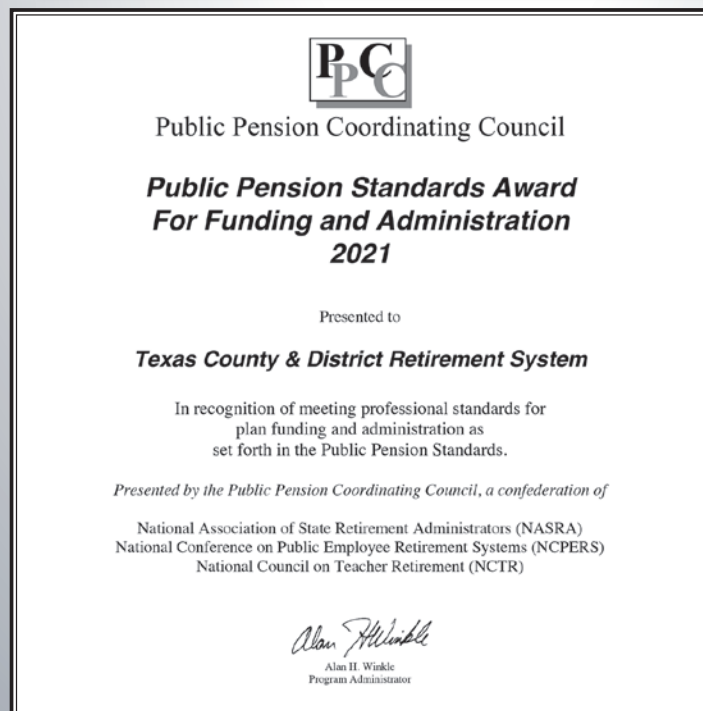 PPCC
Public Pension Coordinating Council
Public Pension Standards Award
For Funding and Administration
2021
Presented to
Texas County & District Retirement System
In recognition of meeting professional standards for
plan funding and administration as
set forth in the Public Pension Standards.
Presented by the Public Pension Coordinating Council, a confederation of
National Association of State Retirement Administrators (NASRA)
National Conference on Public Employee Retirement Systems (NCPERS)
National Council on Teacher Retirement (NCTR)
Alan H Winkle
Alan H. Winkle
Program Administrator